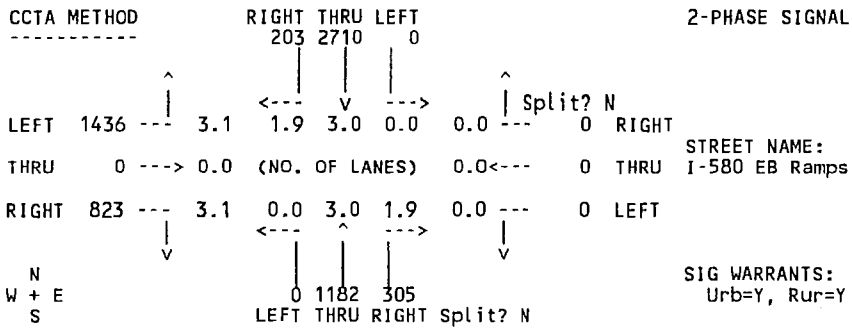 CCTA METHOD RIGHT THRU LEFT 2-PHASE SIGNAL
----------- 203 2710 0
^ | | | ^
| <--- v ---> | Split? N
LEFT 1436 --- 3.1 1.9 3.0 0.0 0.0 --- 0 RIGHT
STREET NAME:
THRU 0 ---> 0.0 (NO. OF LANES) 0.0<--- 0 THRU I-580 EB Ramps
RIGHT 823 --- 3.1 0.0 3.0 1.9 0.0 --- 0 LEFT
| <--- ^ ---> |
v | | | v
N SIG WARRANTS:
W + E 0 1182 305 Urb=Y, Rur=Y
S LEFT THRU RIGHT Split? N